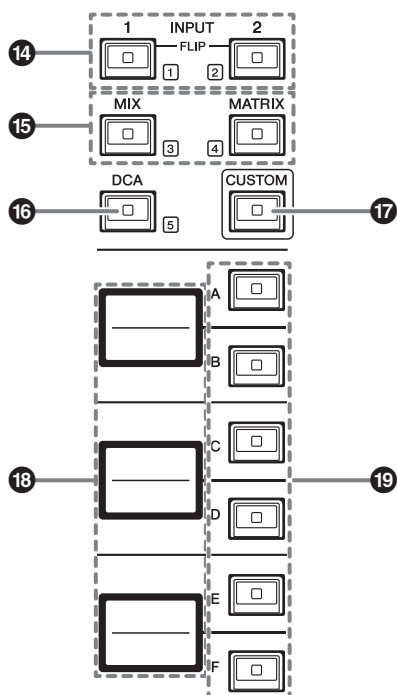 1 INPUT 2
FLIP
⑭
1 2
MIX MATRIX
⑮
3 4
DCA CUSTOM
⑯ ⑰
5
A
B
C
⑱ ⑲
D
E
F